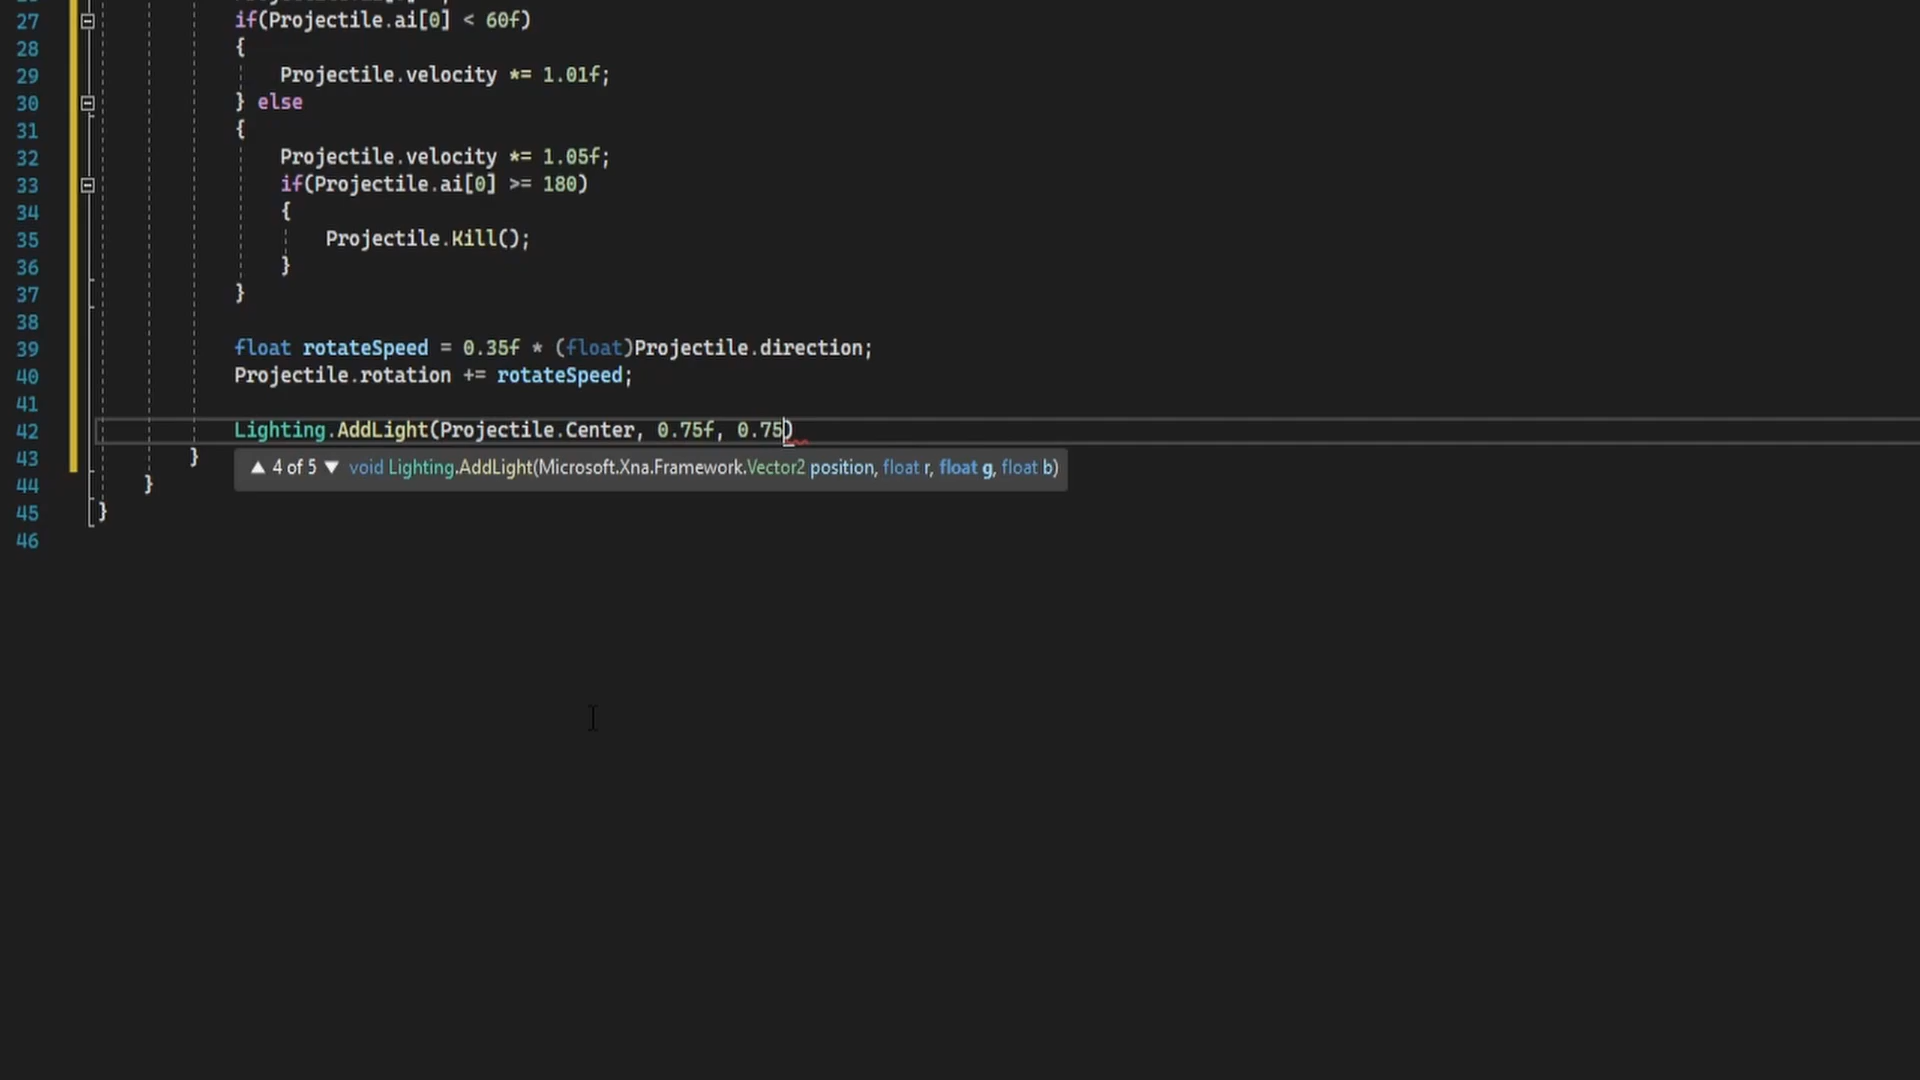 27 if(Projectile.ai[0] < 60f)
28 {
29 Projectile.velocity *= 1.01f;
30 } else
31 {
32 Projectile.velocity *= 1.05f;
33 if(Projectile.ai[0] >= 180)
34 {
35 Projectile.Kill();
36 }
37 }
38
39 float rotateSpeed = 0.35f * (float)Projectile.direction;
40 Projectile.rotation += rotateSpeed;
41
42 Lighting.AddLight(Projectile.Center, 0.75f, 0.75)
43 }
▲ 4 of 5 ▼ void Lighting.AddLight(Microsoft.Xna.Framework.Vector2 position, float r, float g, float b)
44 }
45 }
46